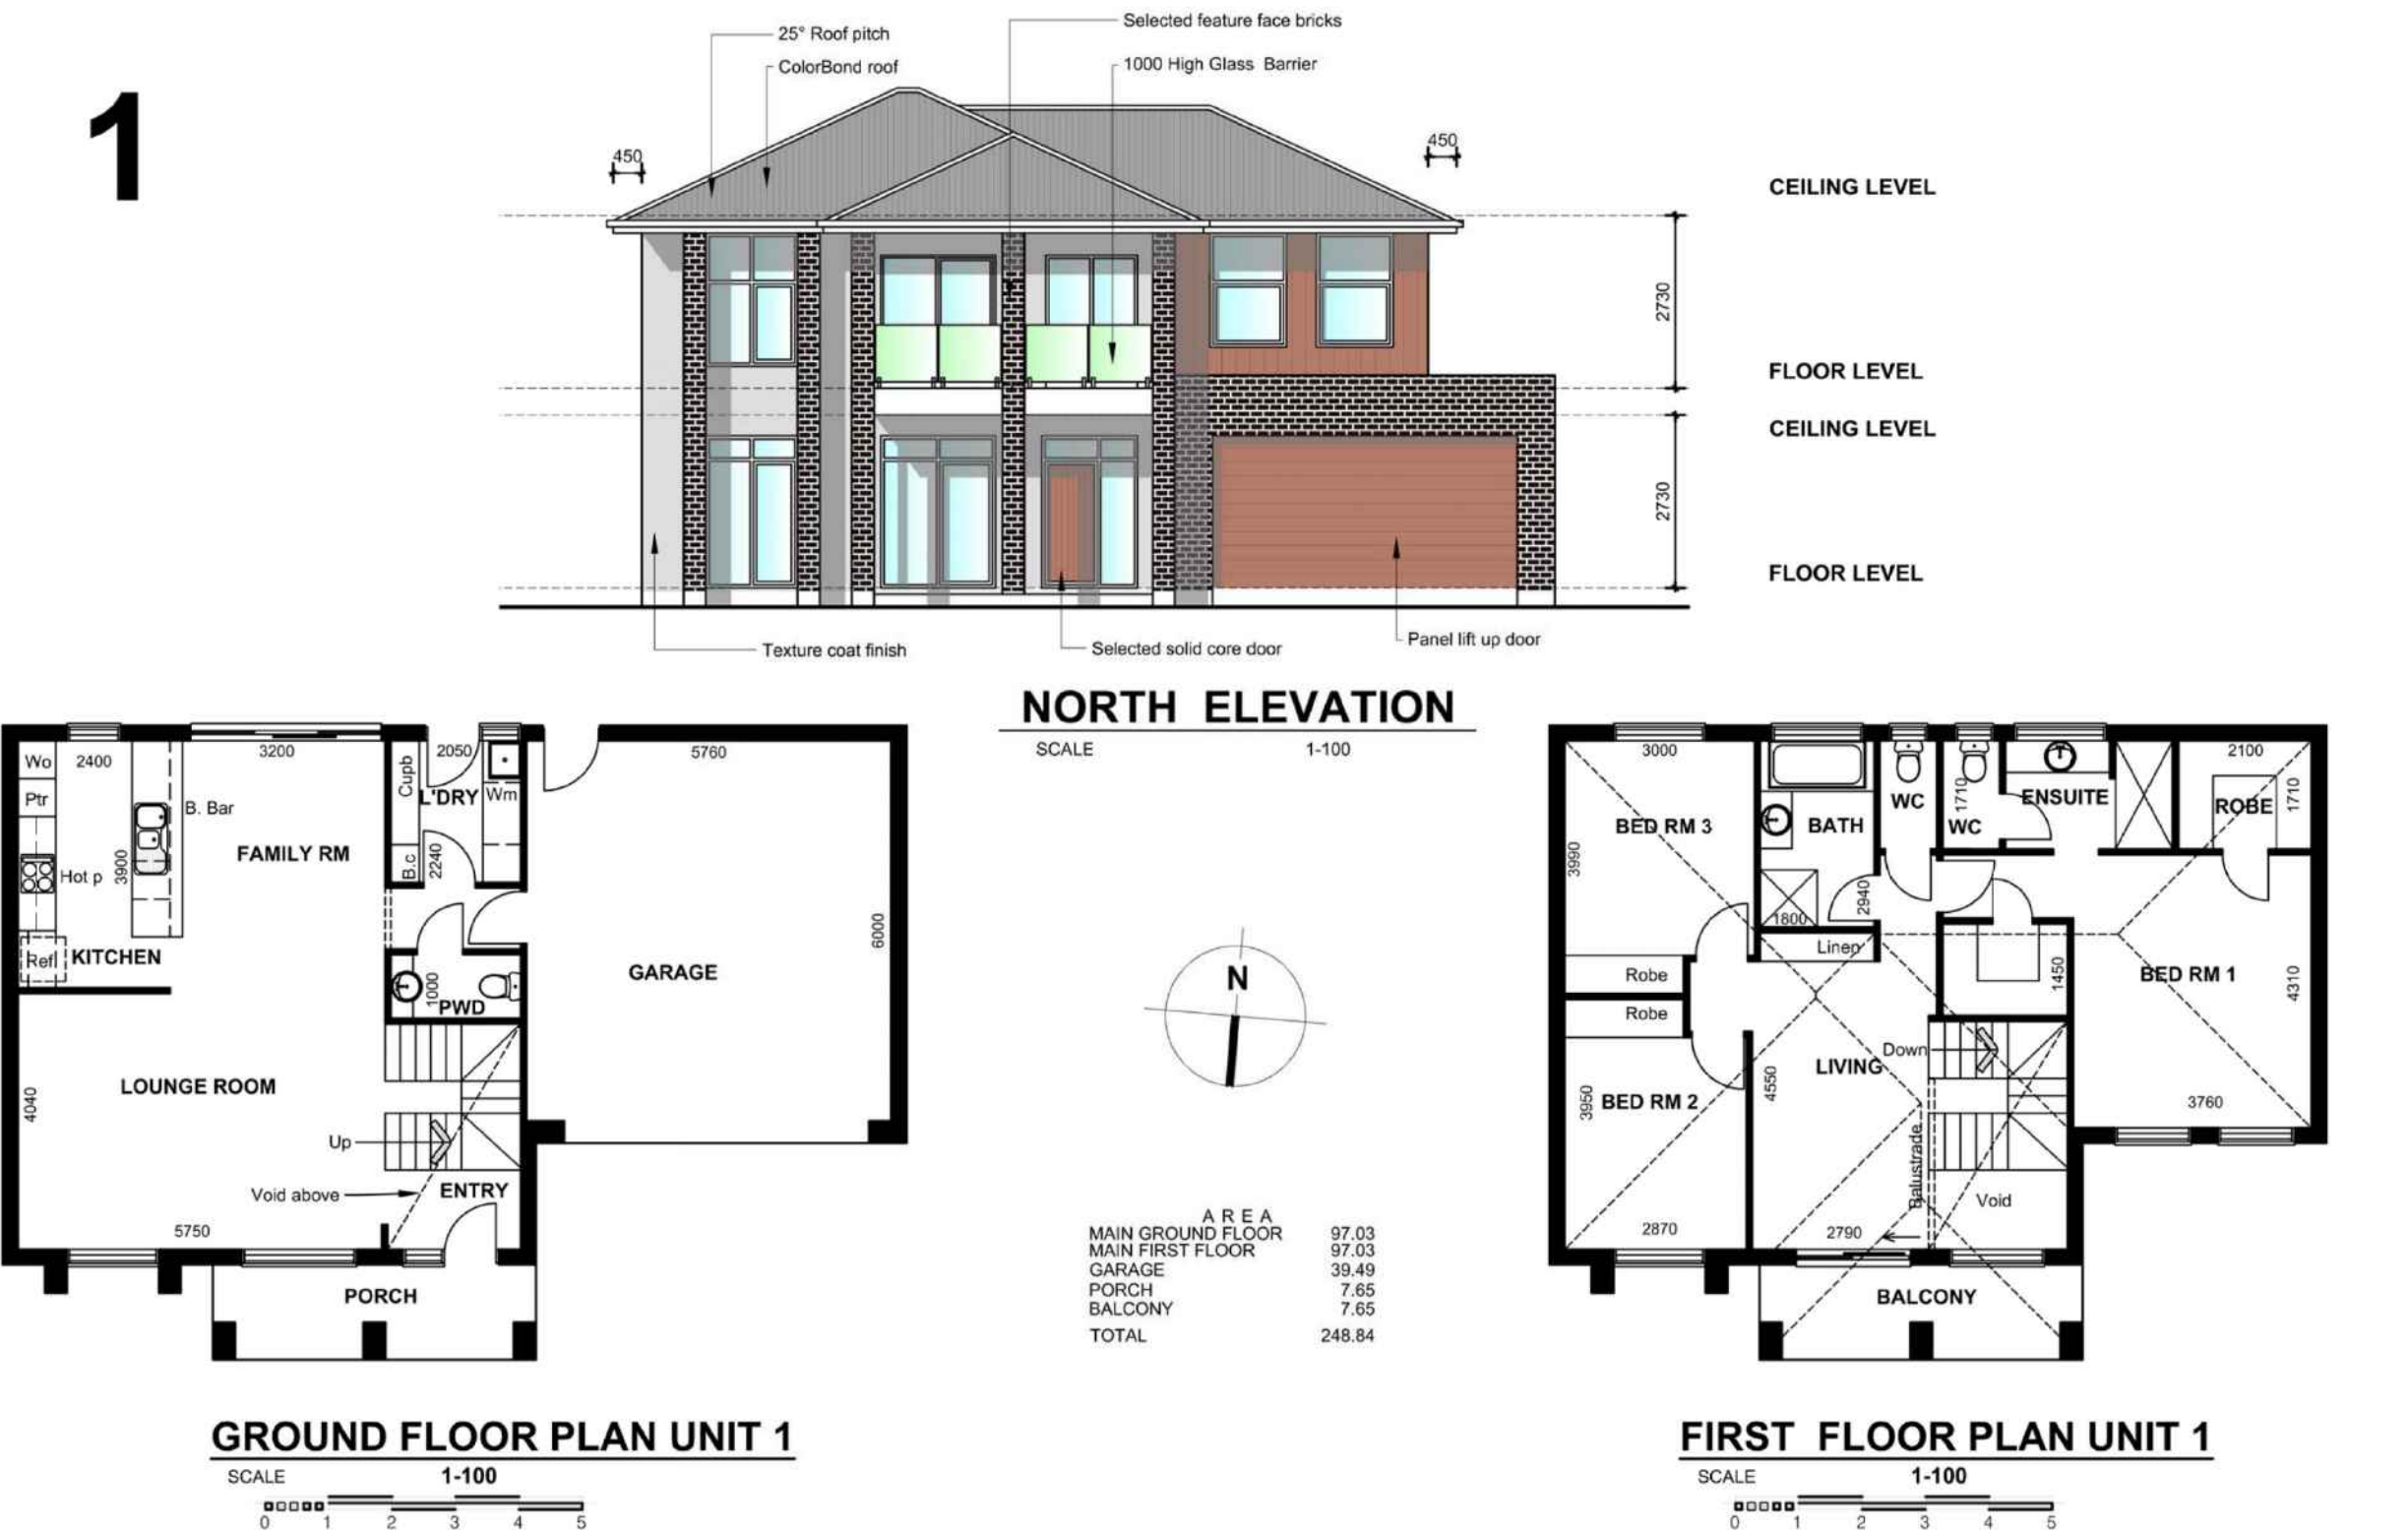 1
25° Roof pitch
ColorBond roof
Selected feature face bricks
1000 High Glass Barrier
450
450
CEILING LEVEL
2730
FLOOR LEVEL
CEILING LEVEL
2730
FLOOR LEVEL
Texture coat finish
Selected solid core door
Panel lift up door
NORTH ELEVATION
SCALE 1-100
Wo
2400
3200
Cupb
2050
5760
Ptr
B. Bar
L'DRY
Wm
FAMILY RM
Hot p
3900
B.c
2240
6000
KITCHEN
Ref
1000
PWD
GARAGE
LOUNGE ROOM
4040
Up
Void above
ENTRY
5750
PORCH
N
AREA
MAIN GROUND FLOOR 97.03
MAIN FIRST FLOOR 97.03
GARAGE 39.49
PORCH 7.65
BALCONY 7.65
TOTAL 248.84
3000
2100
BED RM 3
BATH
WC
1710
WC
ENSUITE
ROBE
1710
3990
1800
2940
Linen
Robe
1450
BED RM 1
4310
Robe
Down
LIVING
3950
BED RM 2
4550
3760
Balustrade
Void
2870
2790
BALCONY
GROUND FLOOR PLAN UNIT 1
SCALE 1-100
0 1 2 3 4 5
FIRST FLOOR PLAN UNIT 1
SCALE 1-100
0 1 2 3 4 5